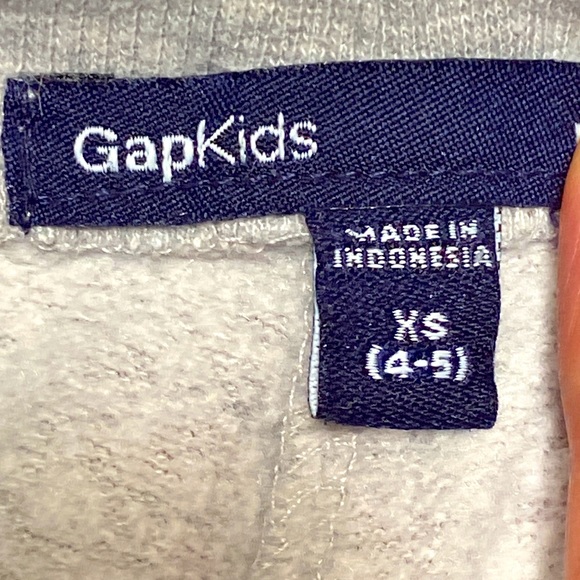 GapKids
MADE IN
INDONESIA
XS
(4-5)